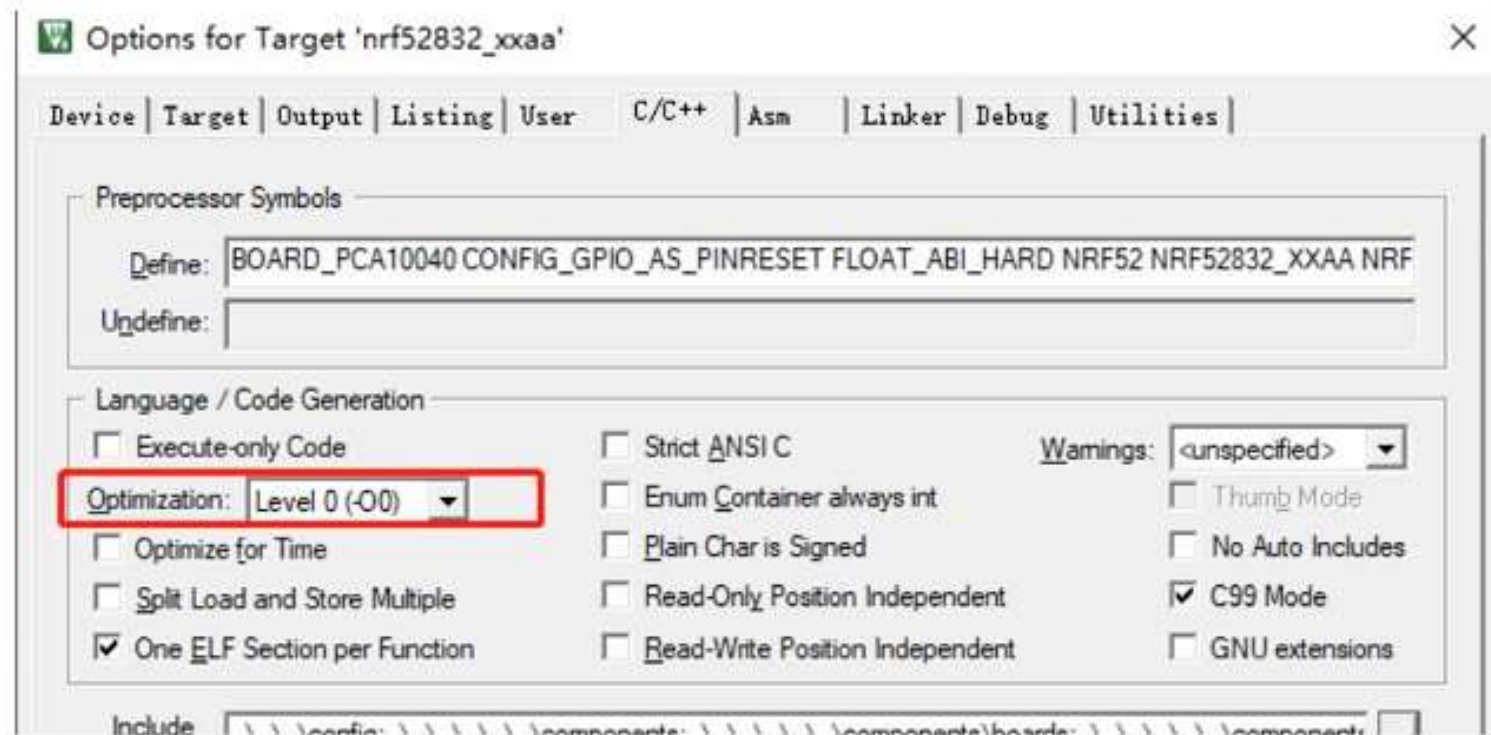 Options for Target 'nrf52832_xxaa'
Device Target Output Listing User C/C++ Asm Linker Debug Utilities
Preprocessor Symbols
Define: BOARD_PCA10040 CONFIG_GPIO_AS_PINRESET FLOAT_ABI_HARD NRF52 NRF52832_XXAA NRF
Undefine:
Language / Code Generation
Execute-only Code Strict ANSI C Warnings: <unspecified>
Optimization: Level 0 (-O0) Enum Container always int Thumb Mode
Optimize for Time Plain Char is Signed No Auto Includes
Split Load and Store Multiple Read-Only Position Independent C99 Mode
One ELF Section per Function Read-Write Position Independent GNU extensions
Include